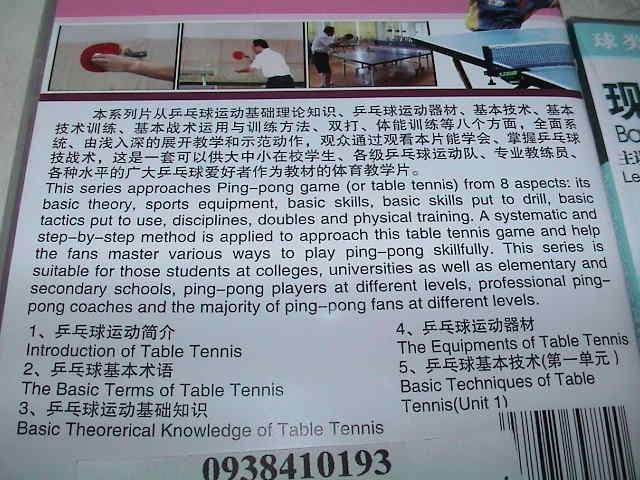 本系列片从乒乓球运动基础理论知识、乒乓球运动器材、基本技术、基本
技术训练、基本战术运用与训练方法、双打、体能训练等八个方面，全面系
统、由浅入深的展开教学和示范动作，观众通过观看本片能学会、掌握乒乓球
技战术，这是一套可以供大中小在校学生、各级乒乓球运动队、专业教练员、
各种水平的广大乒乓球爱好者作为教材的体育教学片。
This series approaches Ping-pong game (or table tennis) from 8 aspects: its
basic theory, sports equipment, basic skills, basic skills put to drill, basic
tactics put to use, disciplines, doubles and physical training. A systematic and
step-by-step method is applied to approach this table tennis game and help
the fans master various ways to play ping-pong skillfully. This series is
suitable for those students at colleges, universities as well as elementary and
secondary schools, ping-pong players at different levels, professional ping-
pong coaches and the majority of ping-pong fans at different levels.
1、乒乓球运动简介
Introduction of Table Tennis
2、乒乓球基本术语
The Basic Terms of Table Tennis
3、乒乓球运动基础知识
Basic Theorerical Knowledge of Table Tennis
4、乒乓球运动器材
The Equipments of Table Tennis
5、乒乓球基本技术(第一单元）
Basic Techniques of Table
Tennis(Unit 1)
0938410193
球类
现
Le